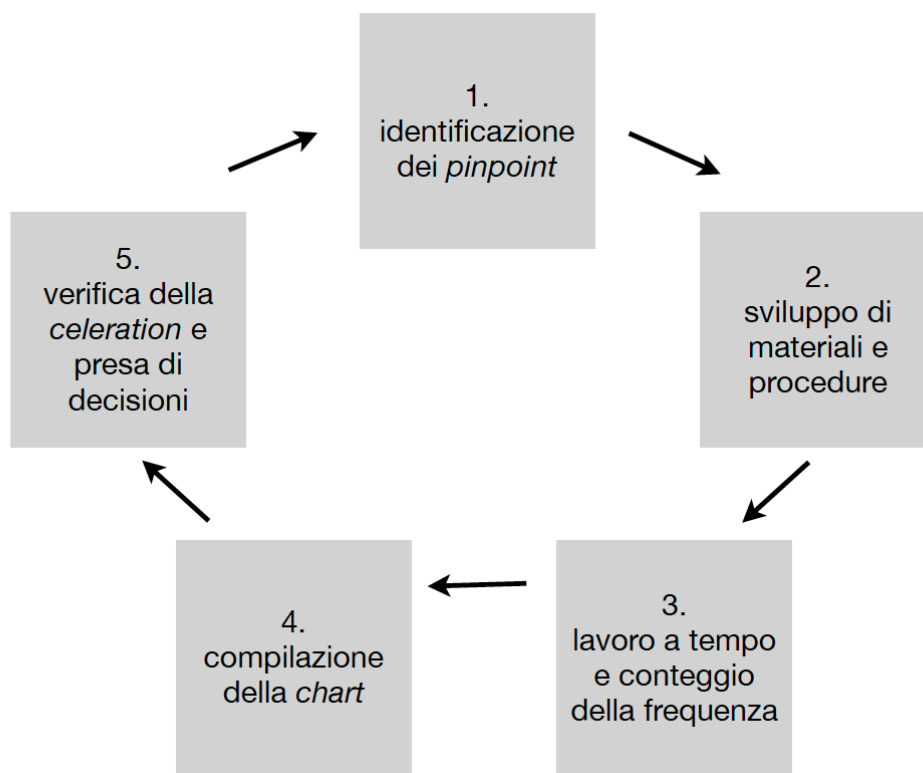 1.
identificazione
dei pinpoint
2.
sviluppo di
materiali e
procedure
3.
lavoro a tempo
e conteggio
della frequenza
4.
compilazione
della chart
5.
verifica della
celeration e
presa di
decisioni